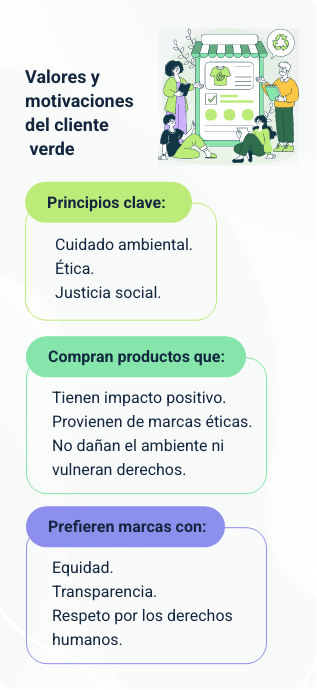 Valores y
motivaciones
del cliente
verde
Principios clave:
Cuidado ambiental.
Ética.
Justicia social.
Compran productos que:
Tienen impacto positivo.
Provienen de marcas éticas.
No dañan el ambiente ni
vulneran derechos.
Prefieren marcas con:
Equidad.
Transparencia.
Respeto por los derechos
humanos.